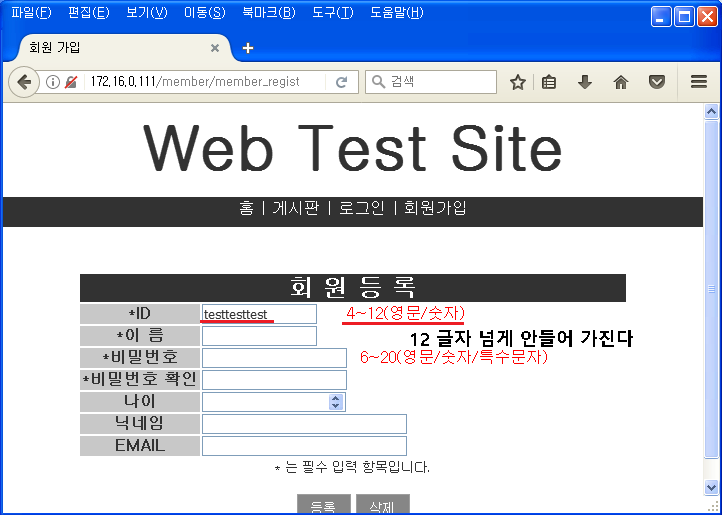 파일(F) 편집(E) 보기(V) 이동(S) 북마크(B) 도구(T) 도움말(H)
회원 가입
172.16.0.111/member/member_regist
검색
Web Test Site
홈 | 게시판 | 로그인 | 회원가입
회 원 등 록
*ID testtesttest 4~12(영문/숫자)
*이 름
12 글자 넘게 안들어 가진다
*비밀번호 6~20(영문/숫자/특수문자)
*비밀번호 확인
나이
닉네임
EMAIL
* 는 필수 입력 항목입니다.
등록 삭제